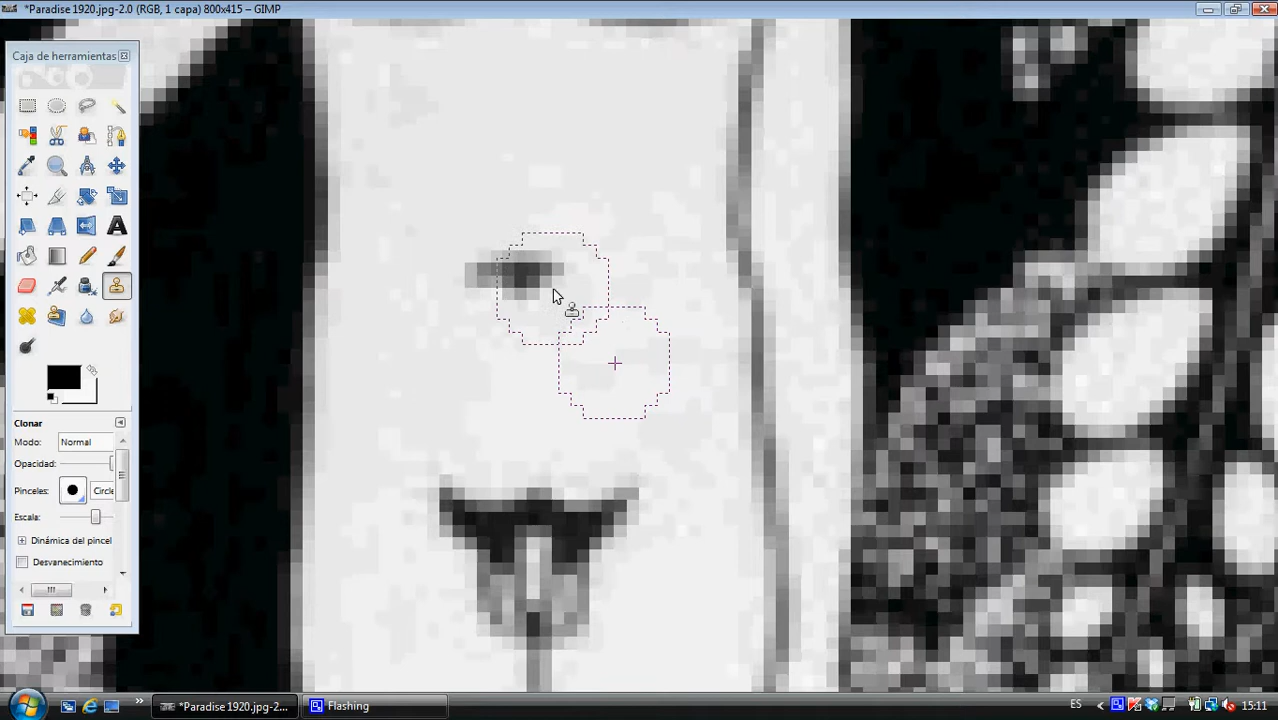 *Paradise 1920.jpg-2.0 (RGB, 1 capa) 800x415 – GIMP
Caja de herramientas
Clonar
Modo: Normal
Opacidad:
Pinceles: Circle
Escala:
Dinámica del pincel
Desvanecimiento
*Paradise 1920.jpg-2... Flashing ES 15:11